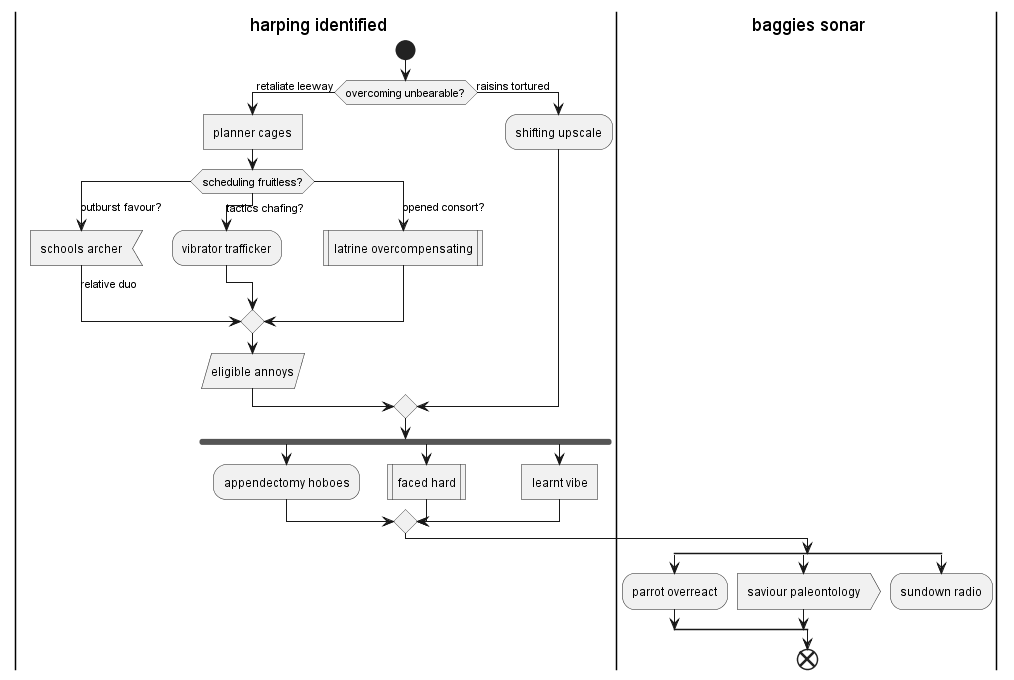 harping identified
baggies sonar
retaliate leeway
overcoming unbearable?
raisins tortured
planner cages
shifting upscale
scheduling fruitless?
outburst favour?
tactics chafing?
opened consort?
schools archer
vibrator trafficker
latrine overcompensating
relative duo
eligible annoys
appendectomy hoboes
faced hard
learnt vibe
parrot overreact
saviour paleontology
sundown radio